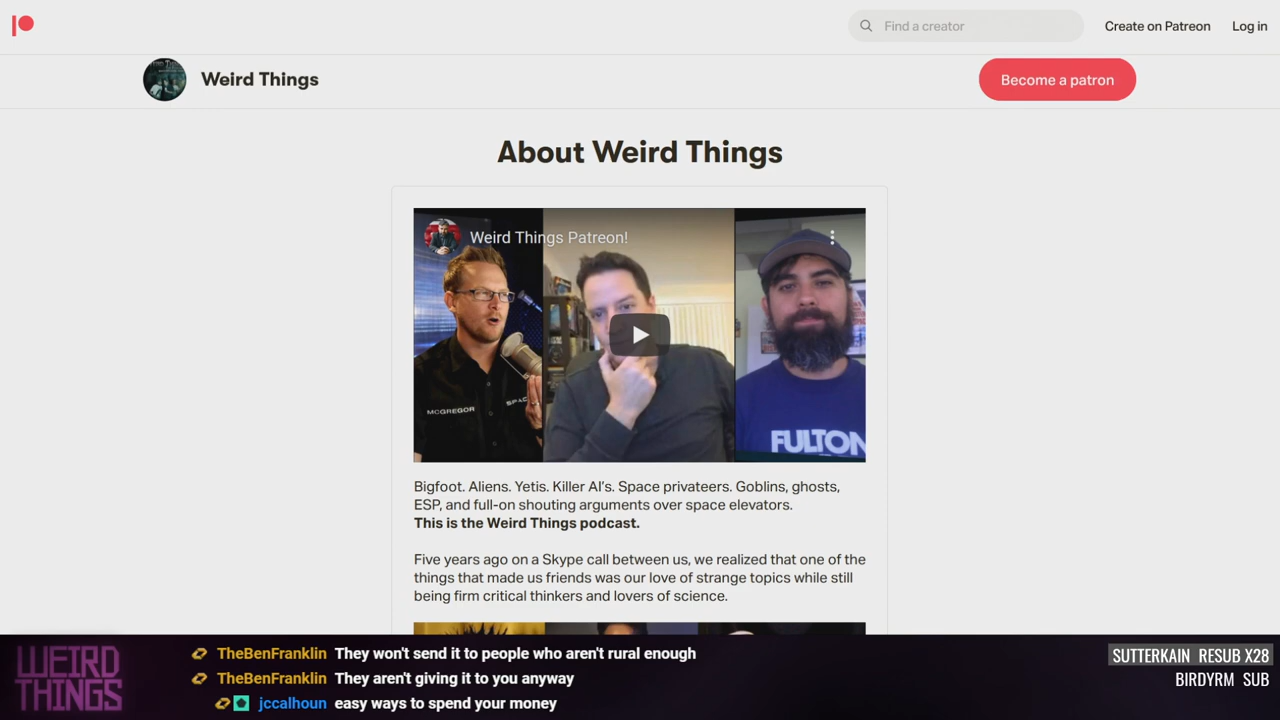 Find a creator
Create on Patreon
Log in
Weird Things
Become a patron
About Weird Things
Weird Things Patreon!
MCGREGOR
SPAC
FULTON
Bigfoot. Aliens. Yetis. Killer AI's. Space privateers. Goblins, ghosts,
ESP, and full-on shouting arguments over space elevators.
This is the Weird Things podcast.
Five years ago on a Skype call between us, we realized that one of the
things that made us friends was our love of strange topics while still
being firm critical thinkers and lovers of science.
WEIRD
THINGS
TheBenFranklin They won't send it to people who aren't rural enough
TheBenFranklin They aren't giving it to you anyway
jccalhoun easy ways to spend your money
SUTTERKAIN RESUB X28
BIRDYRM SUB